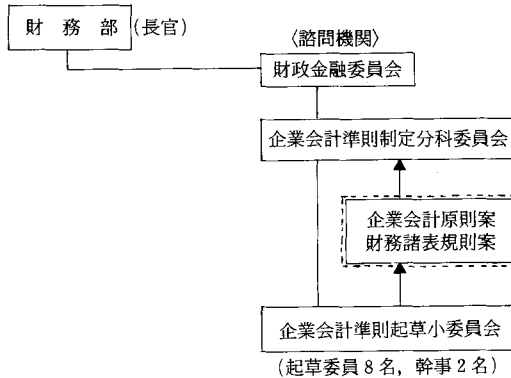 財務部(長官)
〈諮問機関〉
財政金融委員会
企業会計準則制定分科委員会
企業会計原則案
財務諸表規則案
企業会計準則起草小委員会
(起草委員8名，幹事2名)